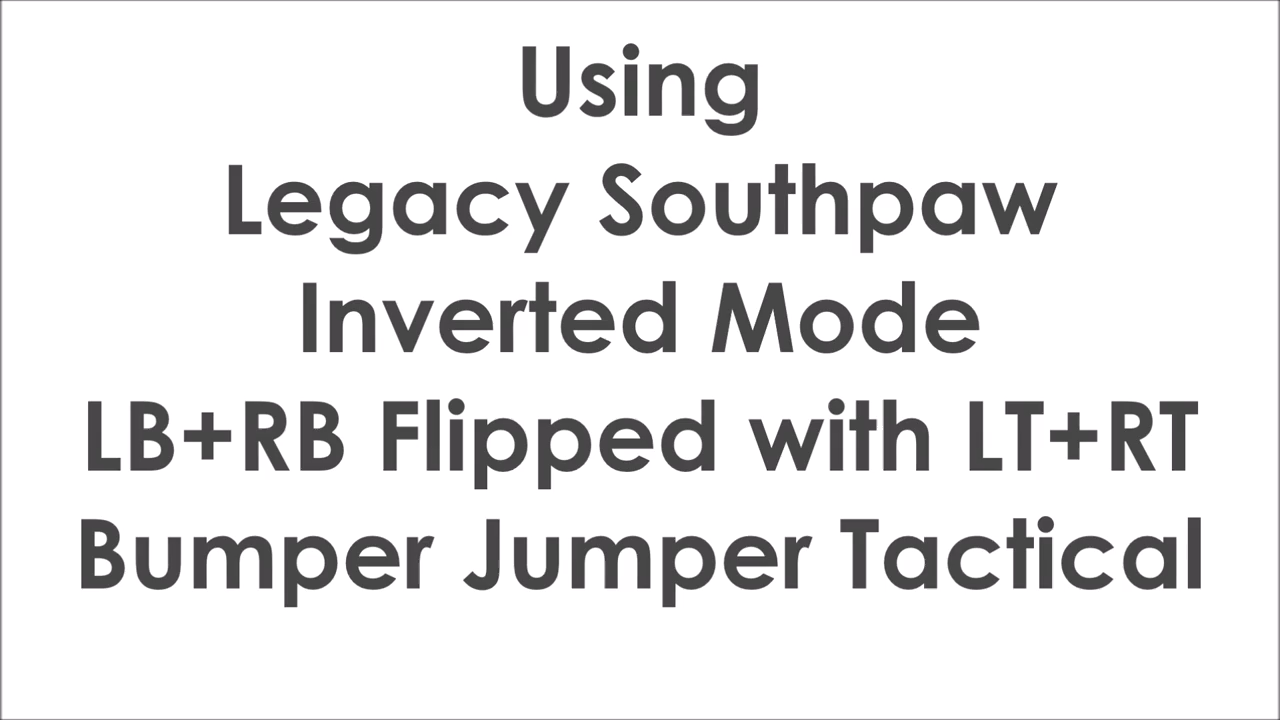 Using
Legacy Southpaw
Inverted Mode
LB+RB Flipped with LT+RT
Bumper Jumper Tactical